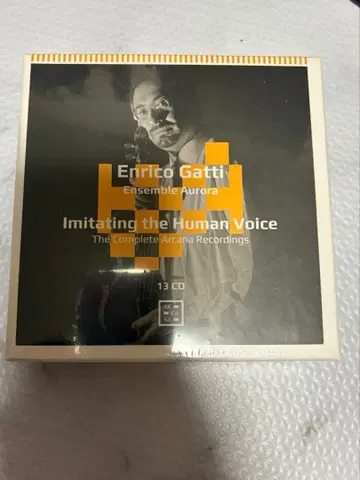 Enrico Gatti
Ensemble Aurora
Imitating the Human Voice
The Complete Arcana Recordings
13 CD